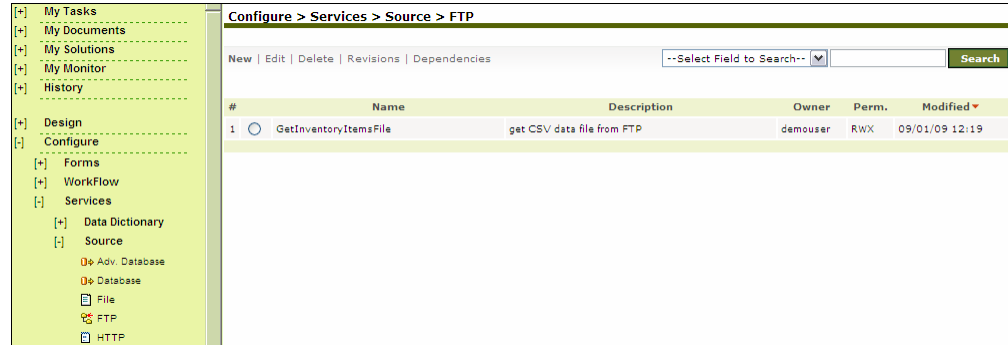 [+] My Tasks
[+] My Documents
[+] My Solutions
[+] My Monitor
[+] History
[+] Design
[-] Configure
[+] Forms
[+] WorkFlow
[-] Services
[+] Data Dictionary
[-] Source
Adv. Database
Database
File
FTP
HTTP
Configure > Services > Source > FTP
New | Edit | Delete | Revisions | Dependencies
--Select Field to Search-- Search
# Name Description Owner Perm. Modified
1 GetInventoryItemsFile get CSV data file from FTP demouser RWX 09/01/09 12:19